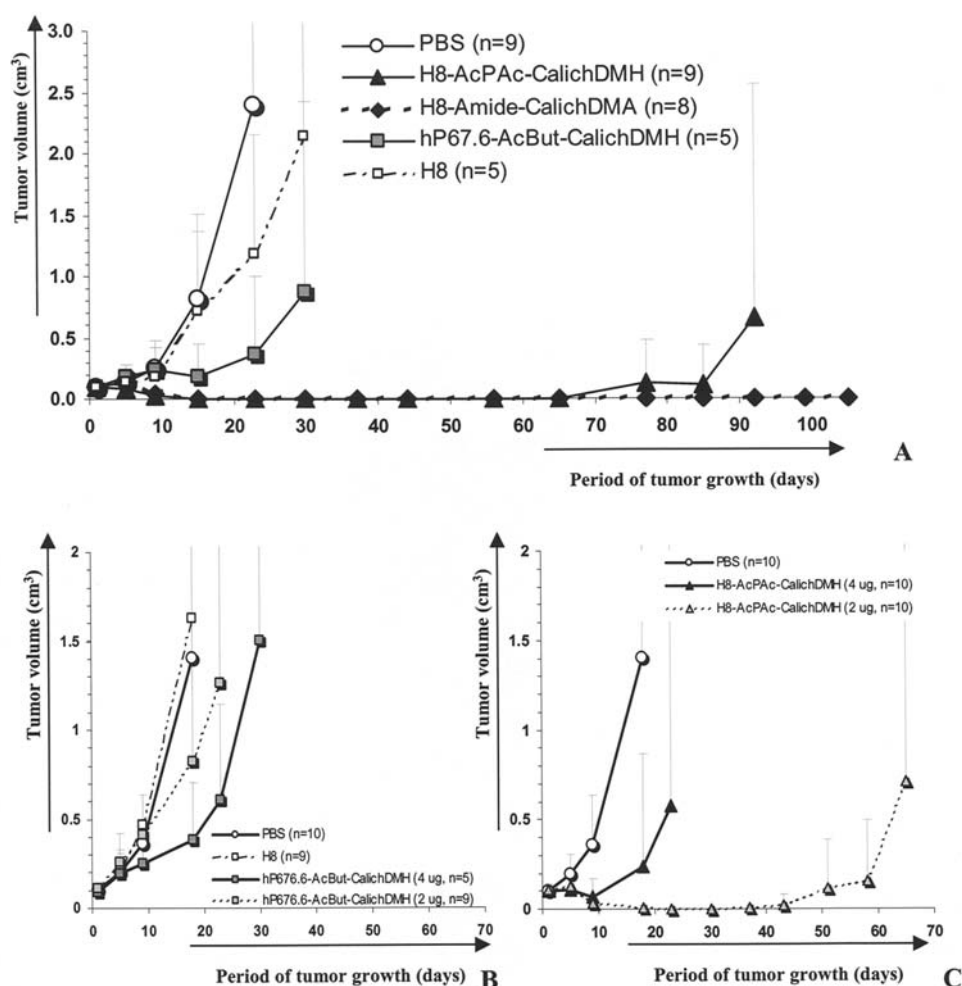 3.0
2.5
2.0
1.5
1.0
0.5
0.0
Tumor volume (cm³)
PBS (n=9)
H8-AcPAc-CalichDMH (n=9)
H8-Amide-CalichDMA (n=8)
hP67.6-AcBut-CalichDMH (n=5)
H8 (n=5)
0 10 20 30 40 50 60 70 80 90 100
Period of tumor growth (days)
A
2
1.5
1
0.5
0
Tumor volume (cm³)
PBS (n=10)
H8 (n=9)
hP676.6-AcBut-CalichDMH (4 ug, n=5)
hP676.6-AcBut-CalichDMH (2 ug, n=9)
0 10 20 30 40 50 60 70
Period of tumor growth (days)
B
2
1.5
1
0.5
0
Tumor volume (cm³)
PBS (n=10)
H8-AcPAc-CalichDMH (4 ug, n=10)
H8-AcPAc-CalichDMH (2 ug, n=10)
0 10 20 30 40 50 60 70
Period of tumor growth (days)
C